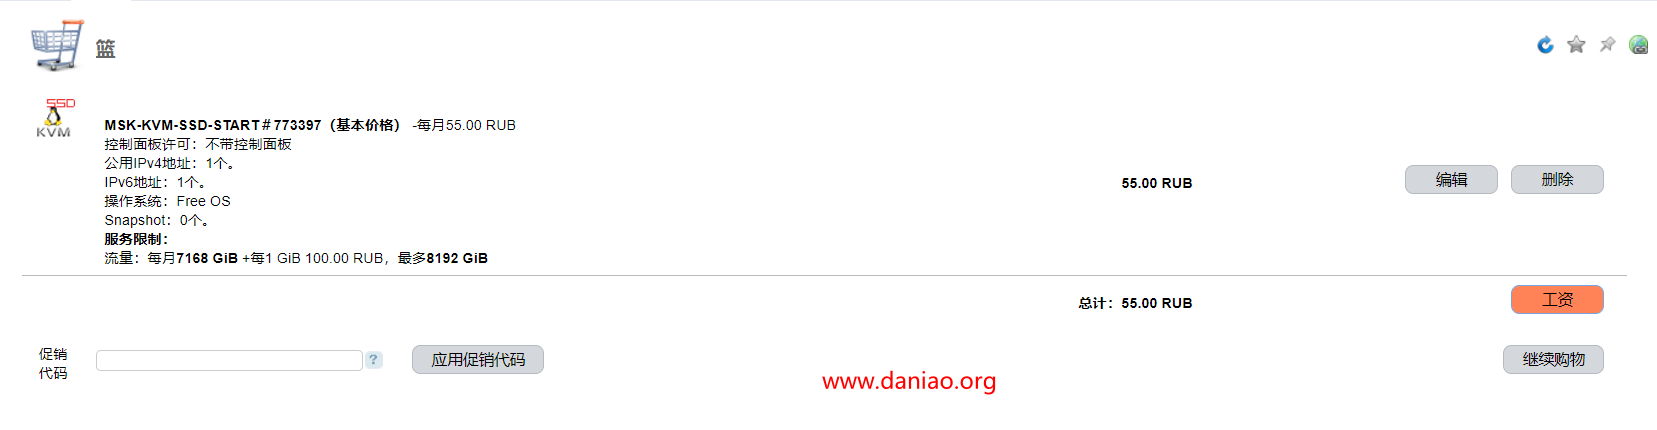 篮
SSD
KVM
MSK-KVM-SSD-START＃773397（基本价格） -每月55.00 RUB
控制面板许可：不带控制面板
公用IPv4地址：1个。
IPv6地址：1个。
操作系统：Free OS
Snapshot：0个。
服务限制：
流量：每月7168 GiB +每1 GiB 100.00 RUB，最多8192 GiB
55.00 RUB
编辑
删除
总计：55.00 RUB
工资
促销
代码
?
应用促销代码
继续购物
www.daniao.org